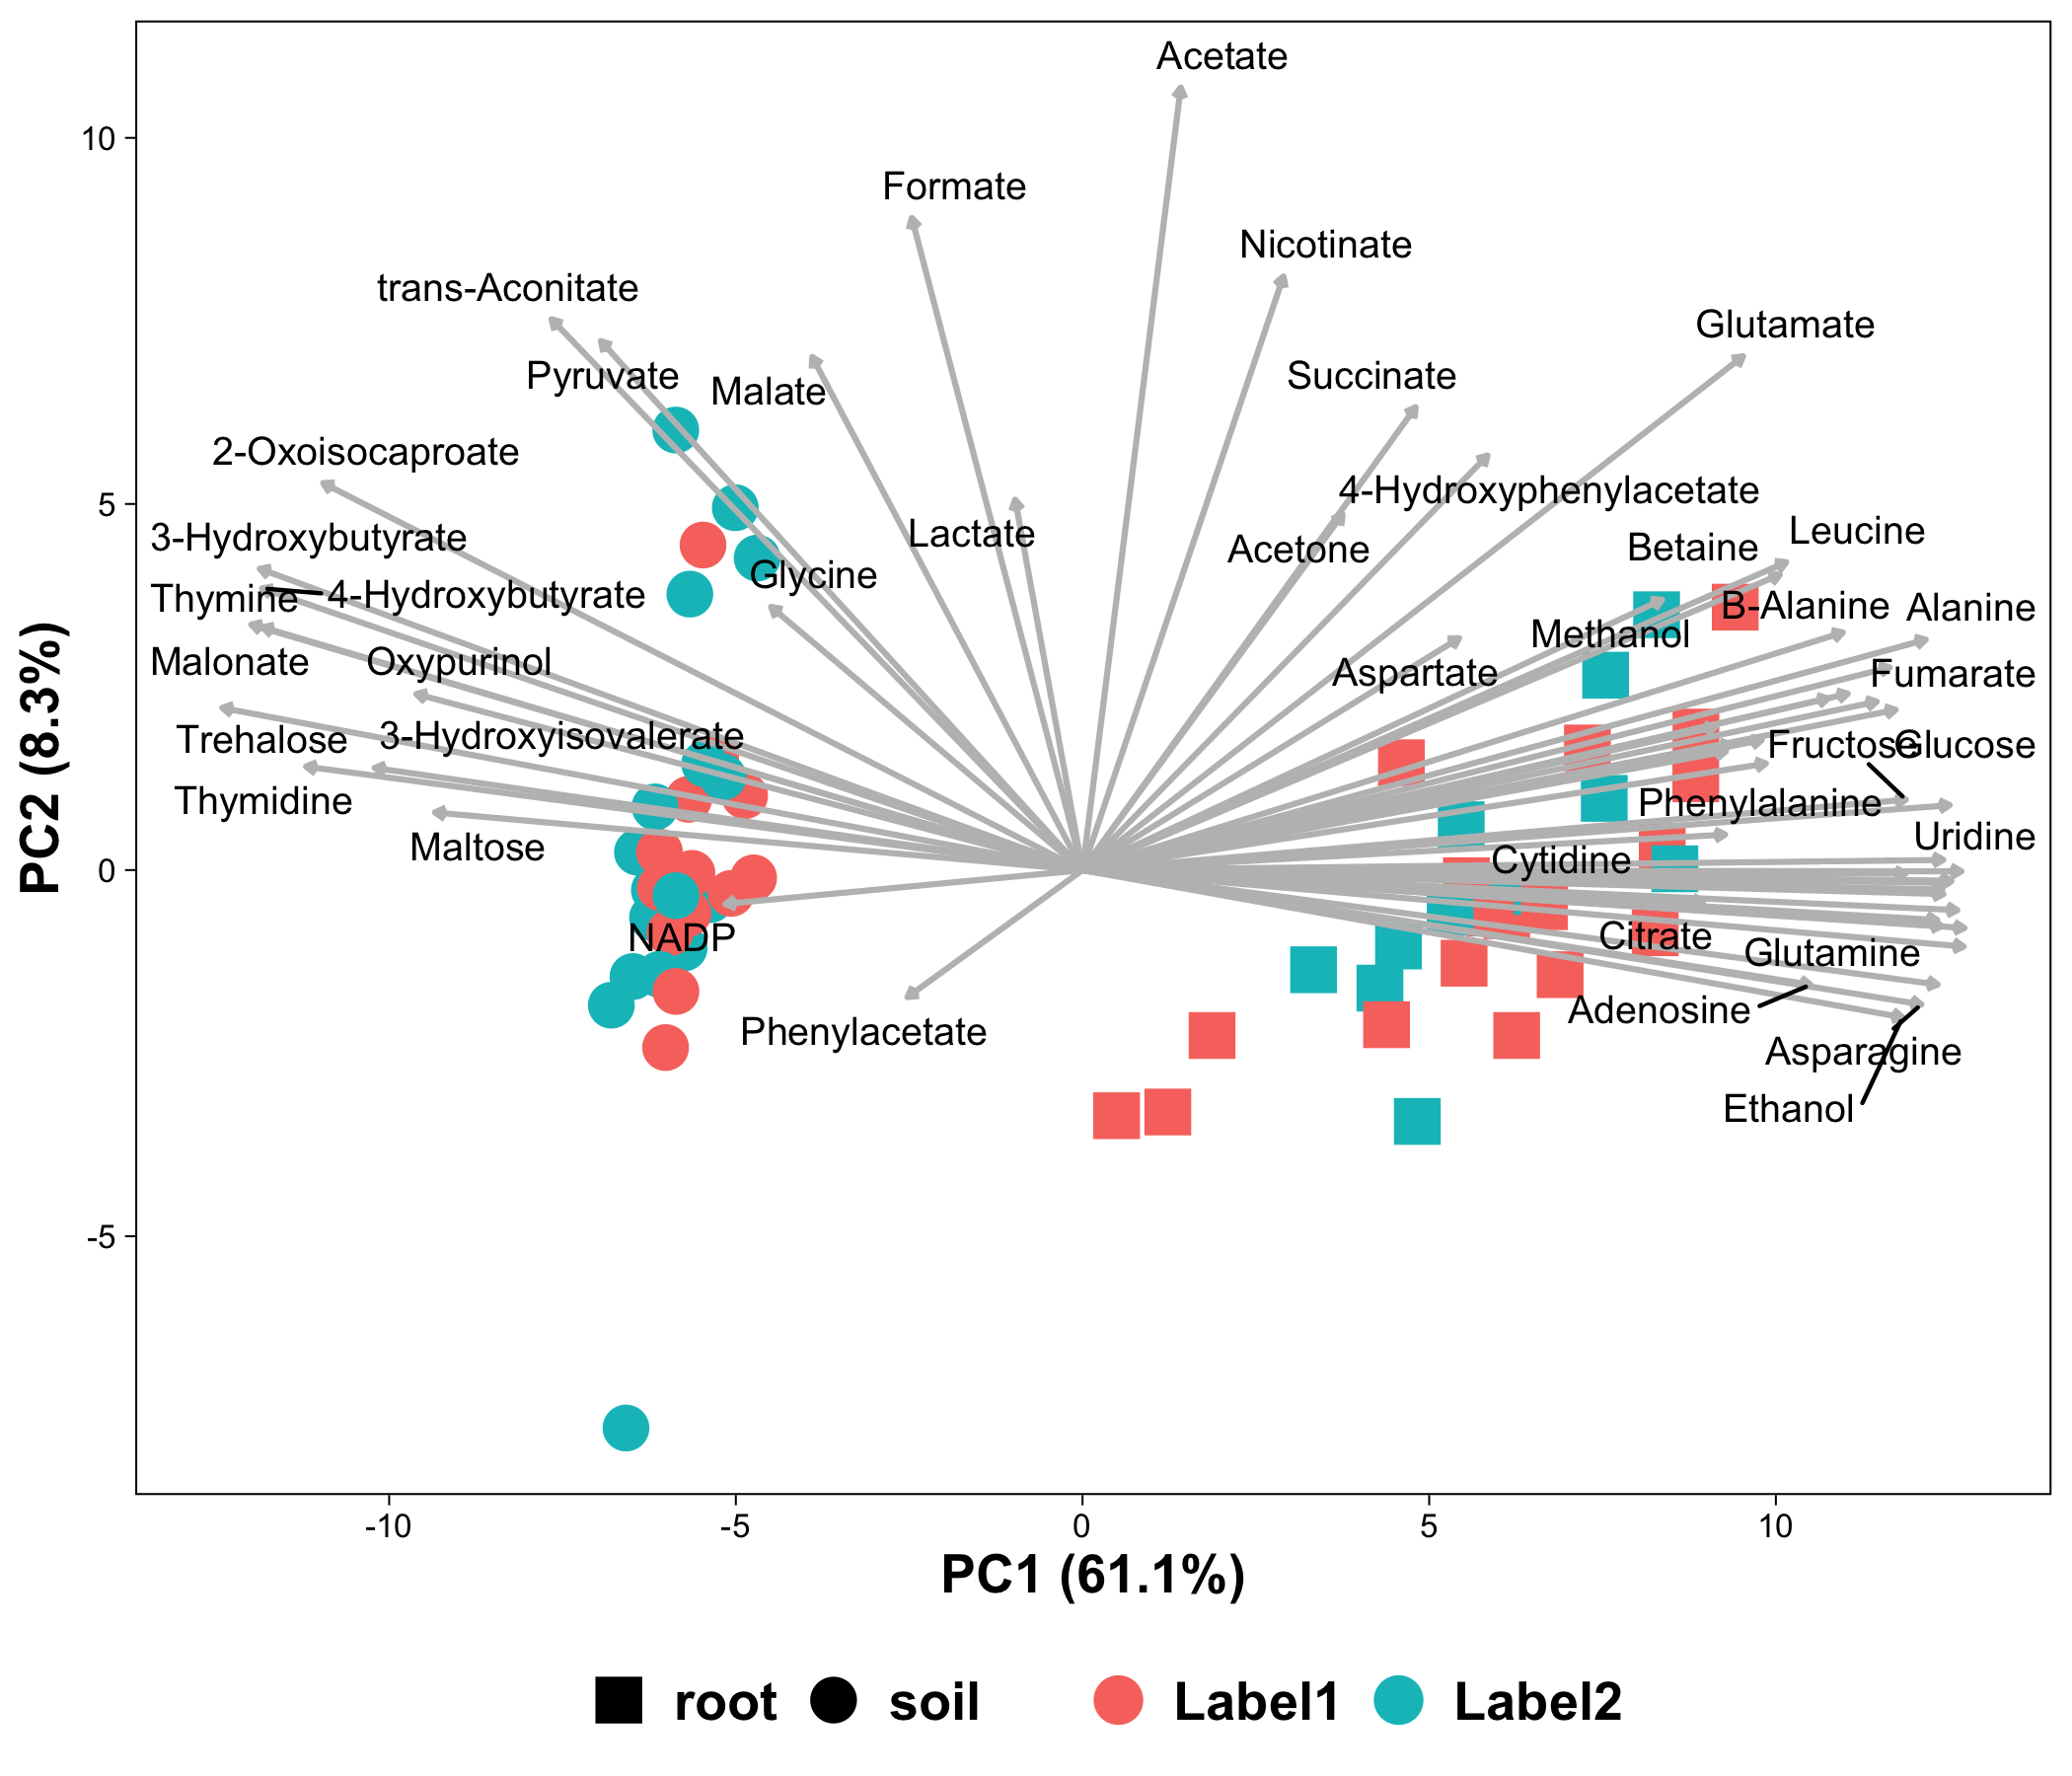 Acetate
10
Formate
Nicotinate
trans-Aconitate
Glutamate
Pyruvate
Malate
Succinate
2-Oxoisocaproate
5
4-Hydroxyphenylacetate
3-Hydroxybutyrate
Lactate
Acetone
Betaine
Leucine
Glycine
Thymine
4-Hydroxybutyrate
B-Alanine
Alanine
Methanol
Malonate
Oxypurinol
Aspartate
Fumarate
Trehalose
3-Hydroxyisovalerate
Fructose
Glucose
Thymidine
Phenylalanine
Uridine
Maltose
Cytidine
0
NADP
Citrate
Glutamine
Adenosine
Phenylacetate
Asparagine
Ethanol
-5
PC2 (8.3%)
-10
-5
0
5
10
PC1 (61.1%)
root
soil
Label1
Label2